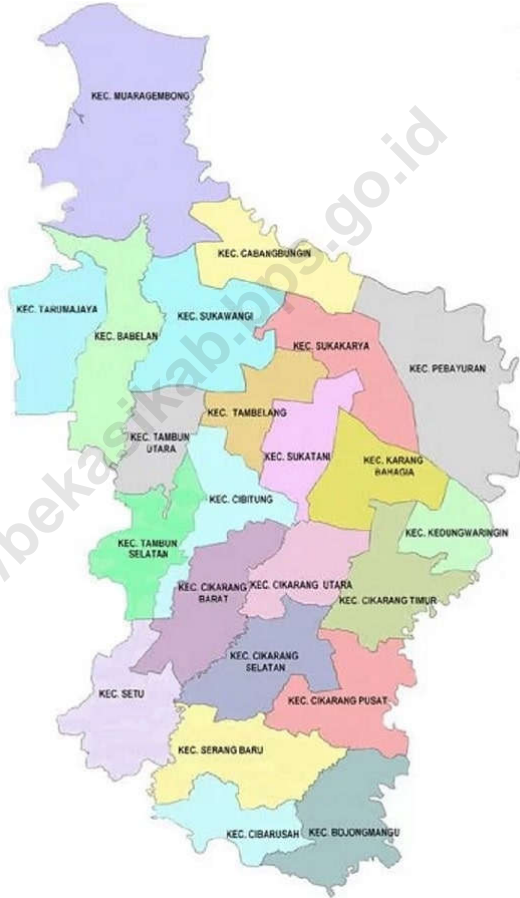 KEC. MUARAGEMBONG
KEC. CABANGBUNGIN
KEC. TARUMAJAYA
KEC. BABELAN
KEC. SUKAWANGI
KEC. SUKAKARYA
KEC. PEBAYURAN
KEC. TAMBELANG
KEC. TAMBUN
UTARA
KEC. SUKATANI
KEC. KARANG
BAHAGIA
KEC. CIBITUNG
KEC. KEDUNGWARINGIN
KEC. TAMBUN
SELATAN
KEC. CIKARANG
BARAT
KEC. CIKARANG UTARA
KEC. CIKARANG TIMUR
KEC. CIKARANG
SELATAN
KEC. SETU
KEC. CIKARANG PUSAT
KEC. SERANG BARU
KEC. CIBARUSAH
KEC. BOJONGMANGU
/bekasikab.bps.go.id